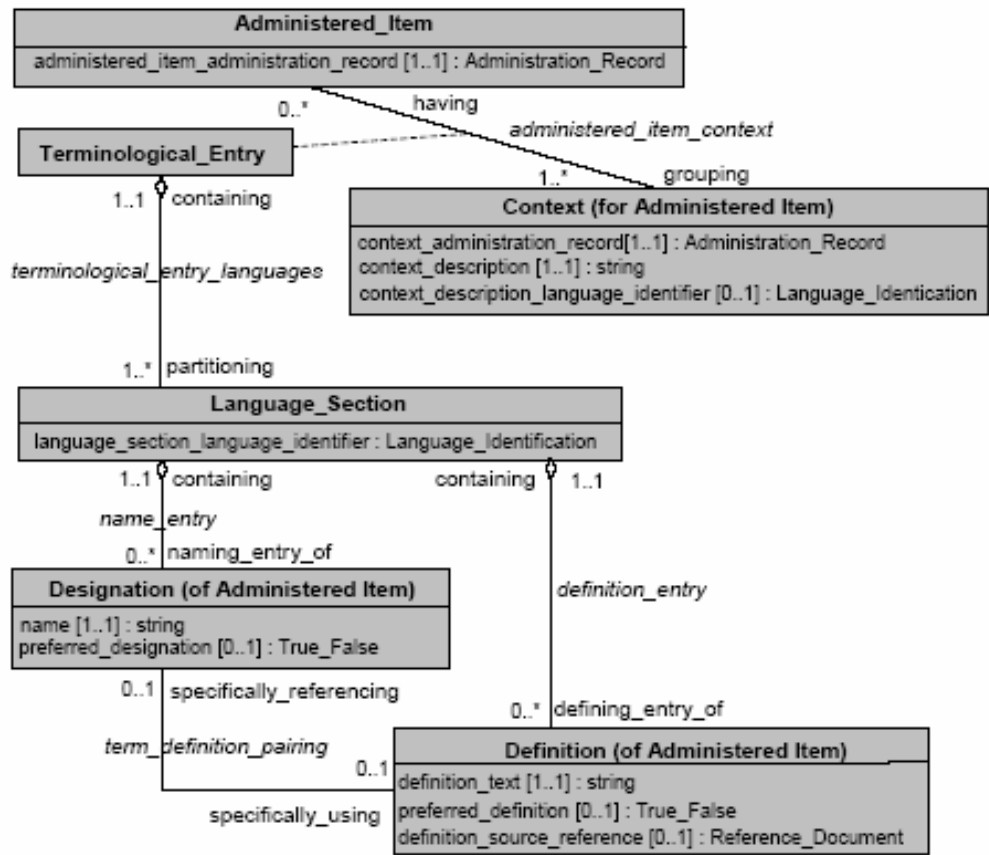 Administered_Item
administered_item_administration_record [1..1] : Administration_Record
0..*
having
administered_item_context
Terminological_Entry
1..*
grouping
1..1
containing
Context (for Administered Item)
context_administration_record[1..1] : Administration_Record
context_description [1..1] : string
context_description_language_identifier [0..1] : Language_Identication
terminological_entry_languages
1..*
partitioning
Language_Section
language_section_language_identifier : Language_Identification
1..1
containing
containing
1..1
name_entry
0..*
naming_entry_of
Designation (of Administered Item)
name [1..1] : string
preferred_designation [0..1] : True_False
definition_entry
0..1
specifically_referencing
0..*
defining_entry_of
term_definition_pairing
0..1
specifically_using
Definition (of Administered Item)
definition_text [1..1] : string
preferred_definition [0..1] : True_False
definition_source_reference [0..1] : Reference_Document